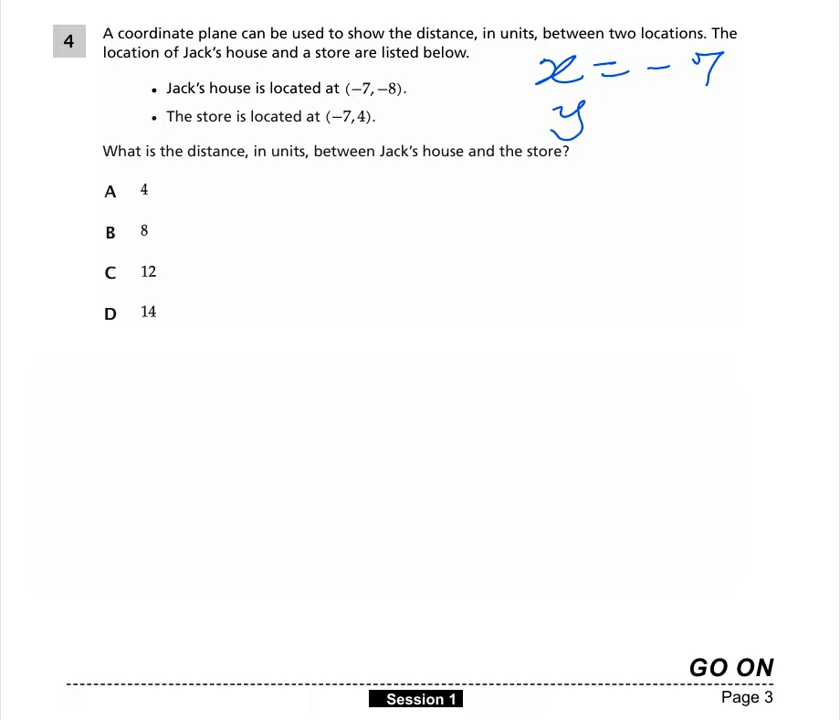 4
A coordinate plane can be used to show the distance, in units, between two locations. The
location of Jack's house and a store are listed below.
x = - 7
• Jack's house is located at (−7,−8).
y
• The store is located at (−7,4).
What is the distance, in units, between Jack's house and the store?
A 4
B 8
C 12
D 14
GO ON
Session 1
Page 3